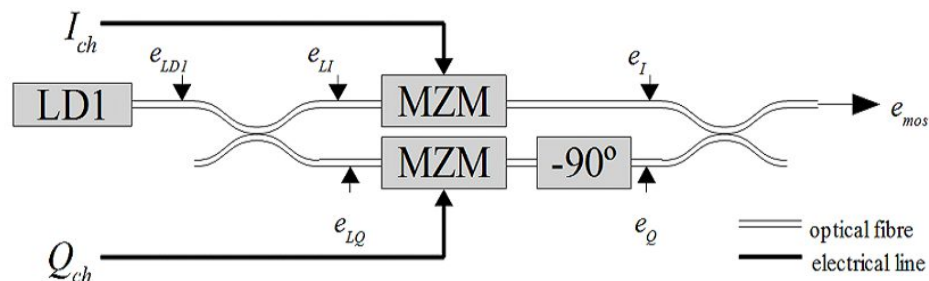 I_ch
e_LD1
e_LI
e_I
LD1
MZM
e_mos
MZM
-90º
e_LQ
e_Q
optical fibre
Q_ch
electrical line